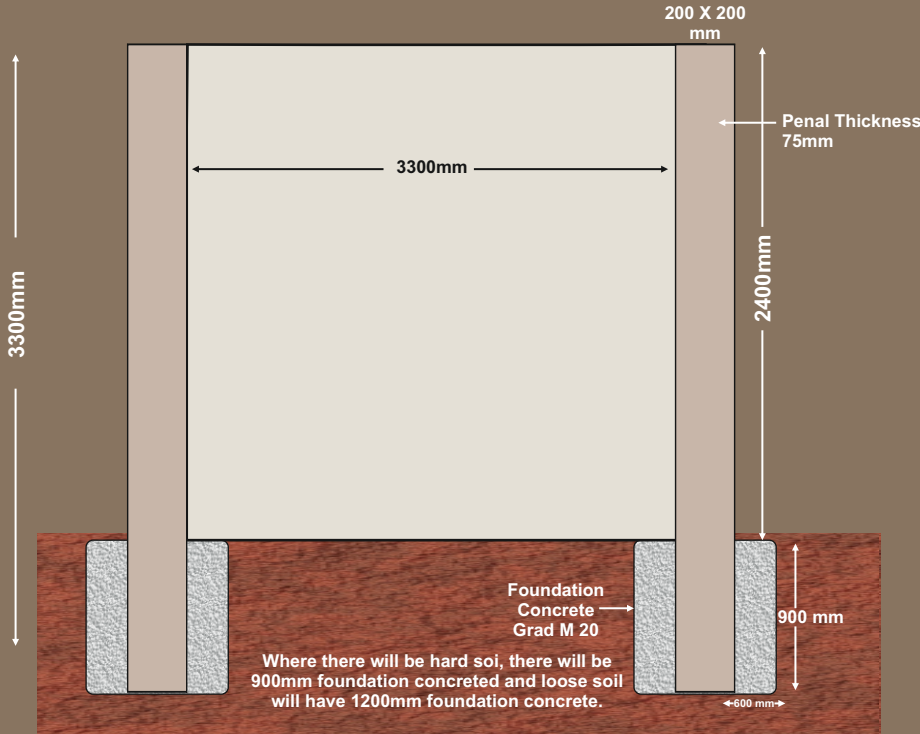 200 X 200
mm
Penal Thickness
75mm
3300mm
3300mm
2400mm
Foundation
Concrete
Grad M 20
900 mm
Where there will be hard soi, there will be
900mm foundation concreted and loose soil
will have 1200mm foundation concrete.
600 mm